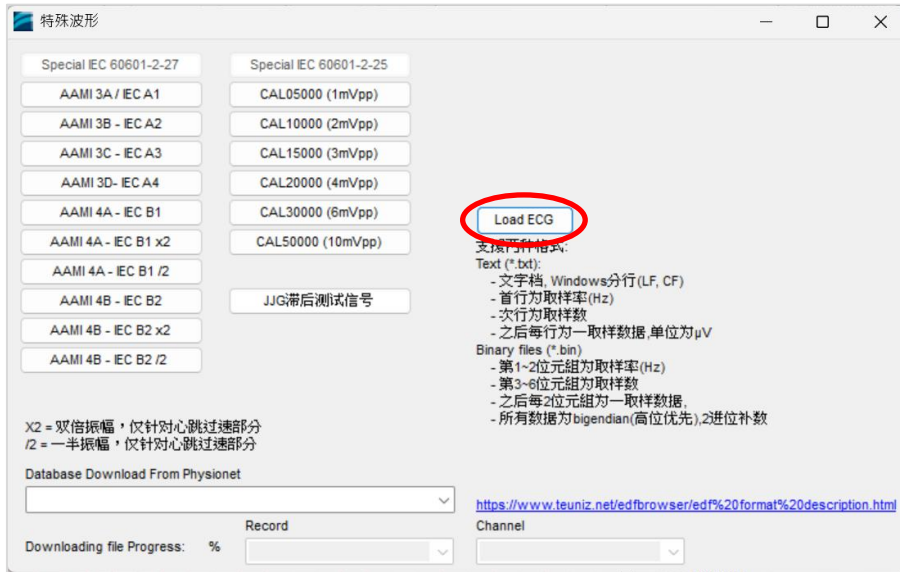 特殊波形
Special IEC 60601-2-27
AAMI 3A / IEC A1
AAMI 3B - IEC A2
AAMI 3C - IEC A3
AAMI 3D- IEC A4
AAMI 4A - IEC B1
AAMI 4A - IEC B1 x2
AAMI 4A - IEC B1 /2
AAMI 4B - IEC B2
AAMI 4B - IEC B2 x2
AAMI 4B - IEC B2 /2
Special IEC 60601-2-25
CAL05000 (1mVpp)
CAL10000 (2mVpp)
CAL15000 (3mVpp)
CAL20000 (4mVpp)
CAL30000 (6mVpp)
CAL50000 (10mVpp)
JJG滞后测试信号
Load ECG
支援两种格式:
Text (*.txt):
- 文字档, Windows分行(LF, CF)
- 首行为取样率(Hz)
- 次行为取样数
- 之后每行为一取样数据,单位为μV
Binary files (*.bin)
- 第1~2位元組为取样率(Hz)
- 第3~6位元組为取样数
- 之后每2位元組为一取样数据,
- 所有数据为bigendian(高位优先),2进位补数
X2 = 双倍振幅，仅针对心跳过速部分
/2 = 一半振幅，仅针对心跳过速部分
Database Download From Physionet
https://www.teuniz.net/edfbrowser/edf%20format%20description.html
Record
Channel
Downloading file Progress: %